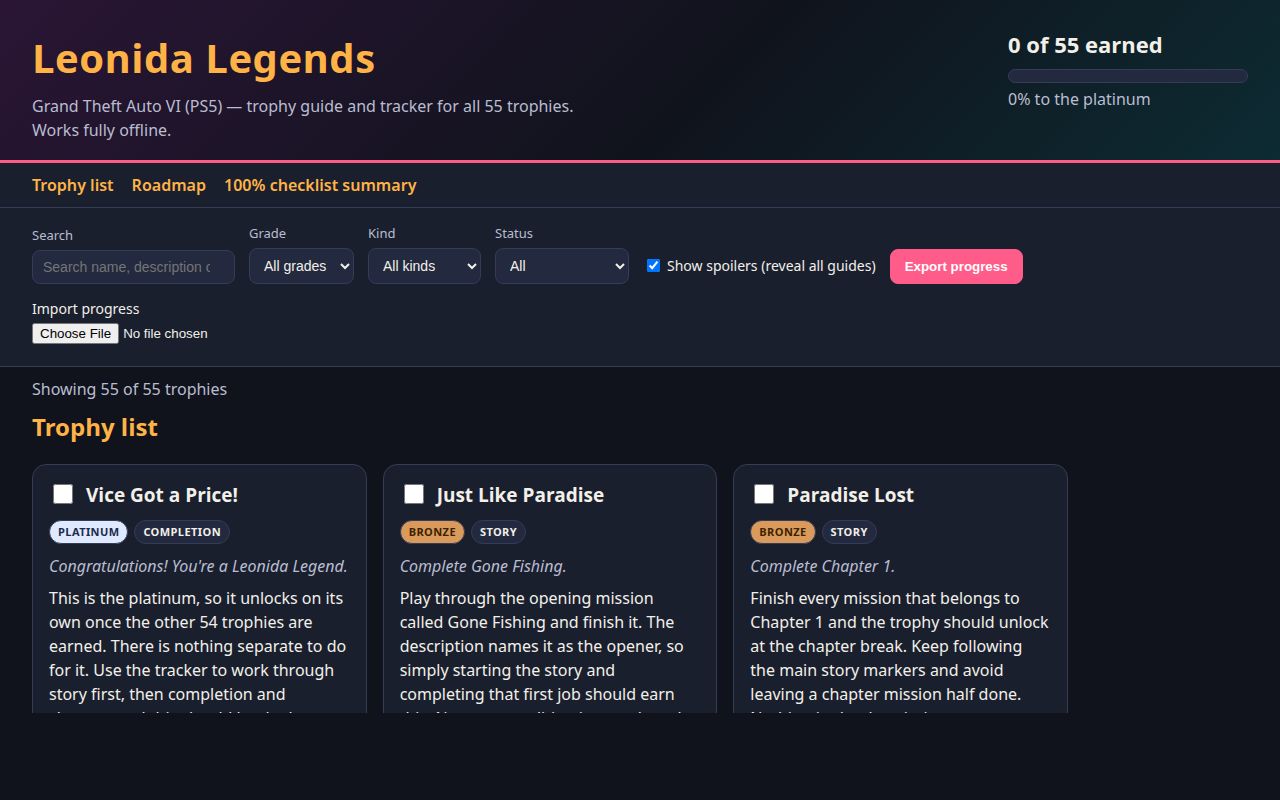 Leonida Legends
Grand Theft Auto VI (PS5) — trophy guide and tracker for all 55 trophies.
Works fully offline.
0 of 55 earned
0% to the platinum
Trophy list Roadmap 100% checklist summary
Search Grade Kind Status
Search name, description c All grades All kinds All Show spoilers (reveal all guides) Export progress
Import progress
Choose File No file chosen
Showing 55 of 55 trophies
Trophy list
Vice Got a Price!
PLATINUM COMPLETION
Congratulations! You're a Leonida Legend.
This is the platinum, so it unlocks on its
own once the other 54 trophies are
earned. There is nothing separate to do
for it. Use the tracker to work through
story first, then completion and
Just Like Paradise
BRONZE STORY
Complete Gone Fishing.
Play through the opening mission
called Gone Fishing and finish it. The
description names it as the opener, so
simply starting the story and
completing that first job should earn
Paradise Lost
BRONZE STORY
Complete Chapter 1.
Finish every mission that belongs to
Chapter 1 and the trophy should unlock
at the chapter break. Keep following
the main story markers and avoid
leaving a chapter mission half done.